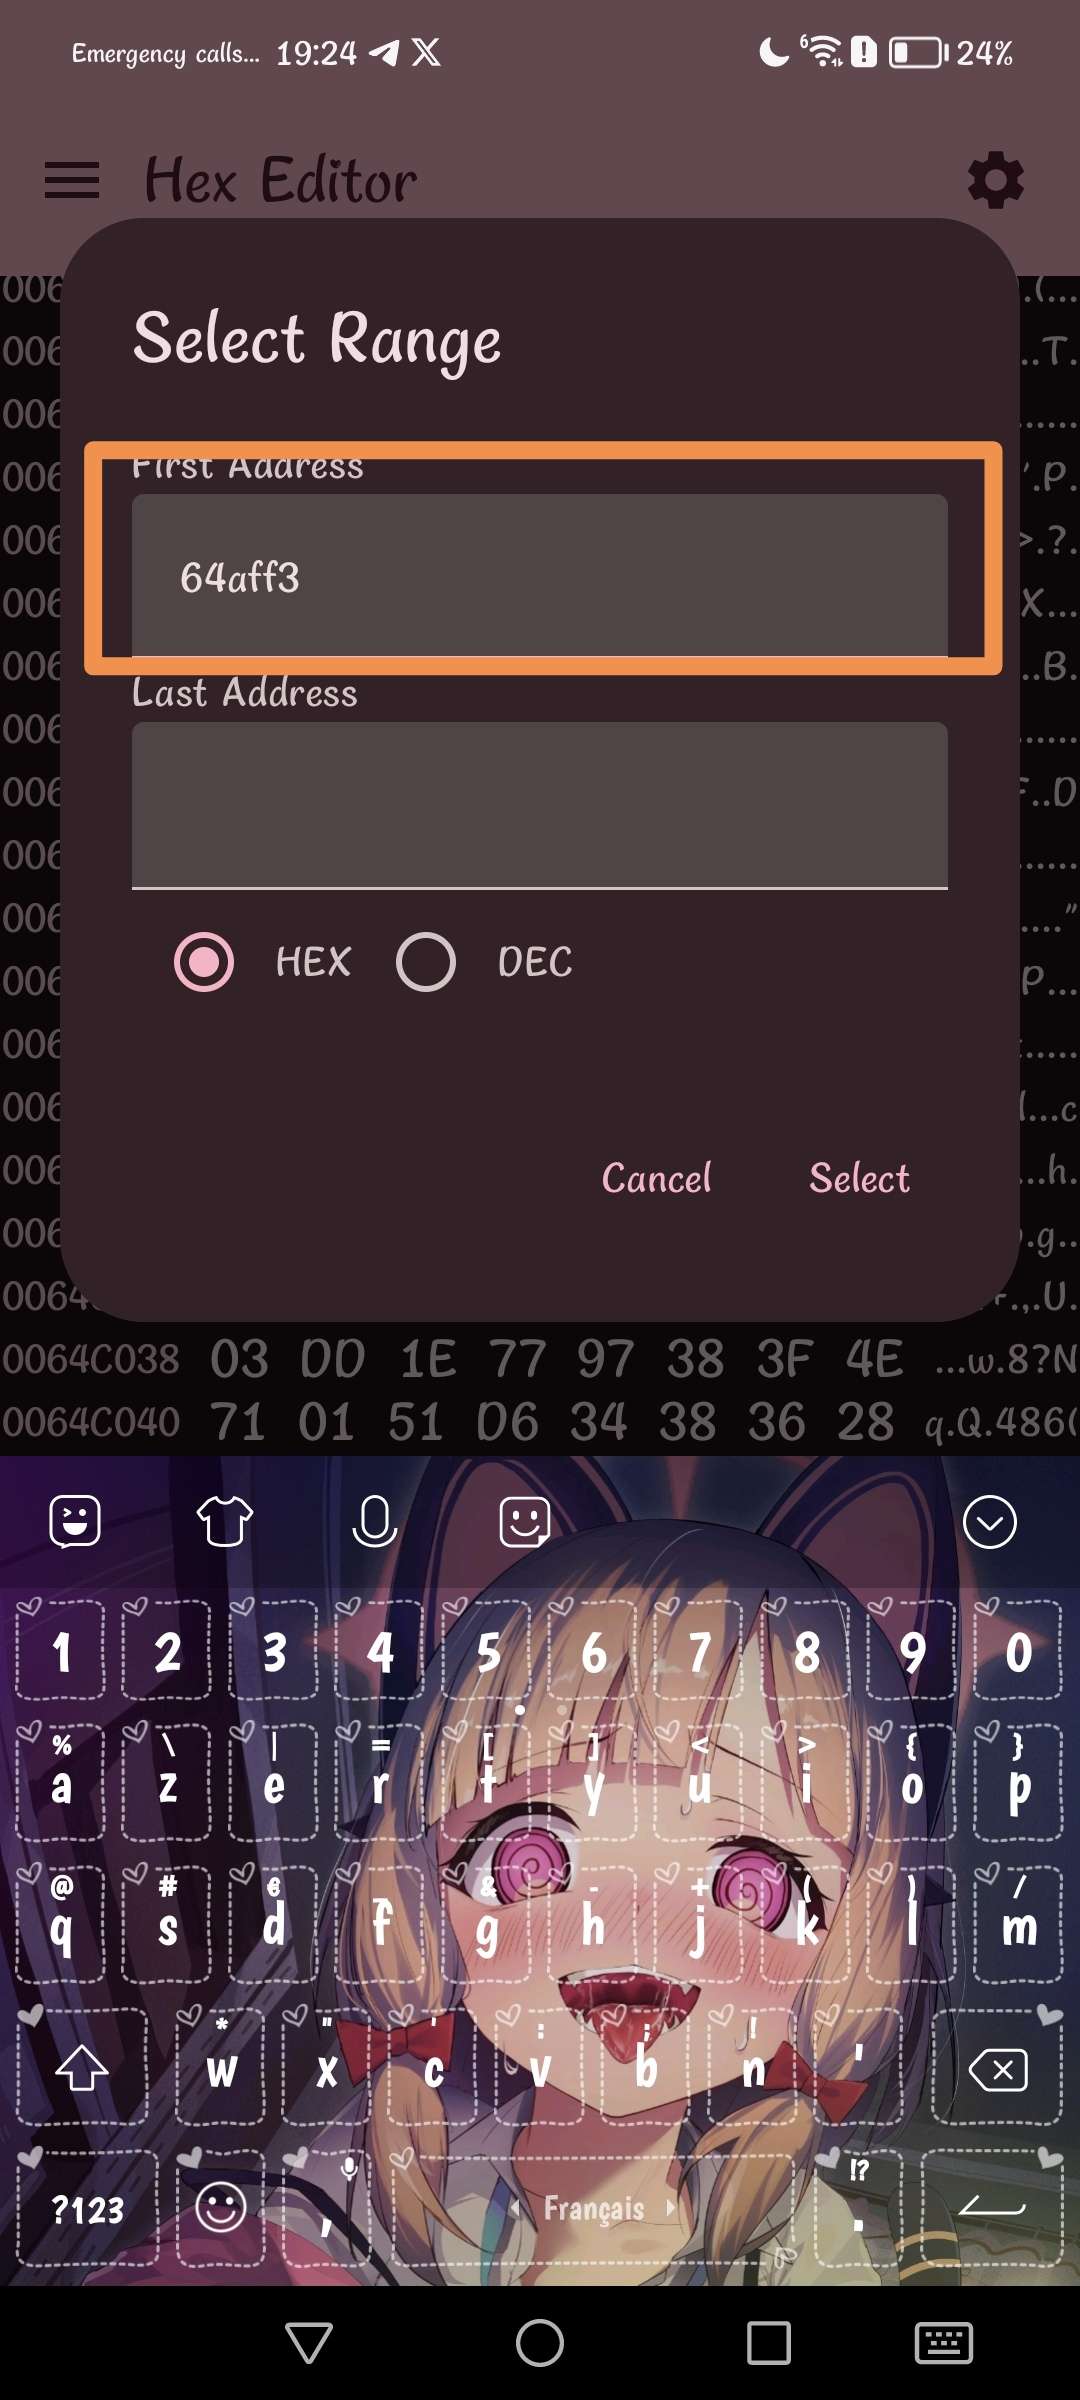 Emergency calls... 19:24 6 24%
Hex Editor
006 .(...
Select Range
006 ..T.
006 ......
First Address
006 .P.
64aff3
006 >.?.
006 X...
006 ..B.
Last Address
006 ......
006 F..D
006 ......
006 ...."
HEX DEC
006 P...
006 .....
006 ...c
Cancel Select
006 ...h.
006 .g..
0064 .,.U.
0064C038 03 DD 1E 77 97 38 3F 4E ...w.8?N
0064C040 71 01 51 D6 34 38 36 28 q.Q.486(
1 2 3 4 5 6 7 8 9 0
% \ | = [ ] < > { }
a z e r t y u i o p
@ # € _ & - + ( ) /
q s d f g h j k l m
* " ' : ; !
w x c v b n '
!?
?123 , Français .